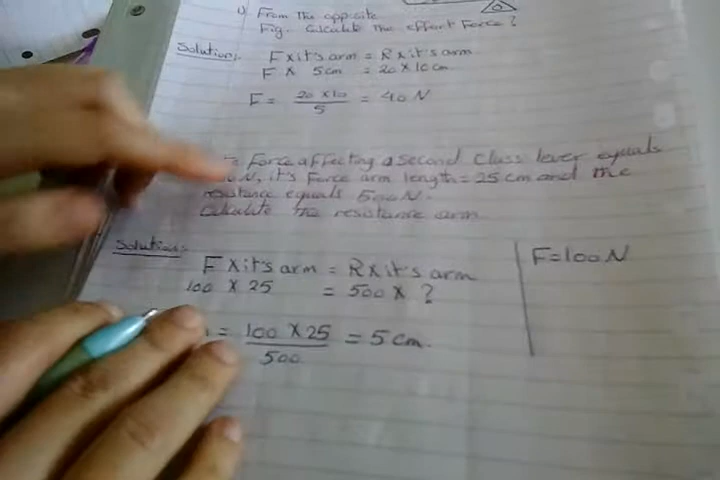 1) From the opposite
Fig. Calculate the effort Force?
Solution:-
F x it's arm = R x it's arm
F x 5cm = 20 x 10 cm
F = 20 x 10 / 5 = 40 N
Force affecting a second class lever equals
N, it's Force arm length = 25 cm and the
resistance equals 500N.
Calculate the resistance arm
Solution:-
F x it's arm = R x it's arm
100 x 25 = 500 x ?
= 100 x 25 / 500 = 5 cm.
F = 100 N